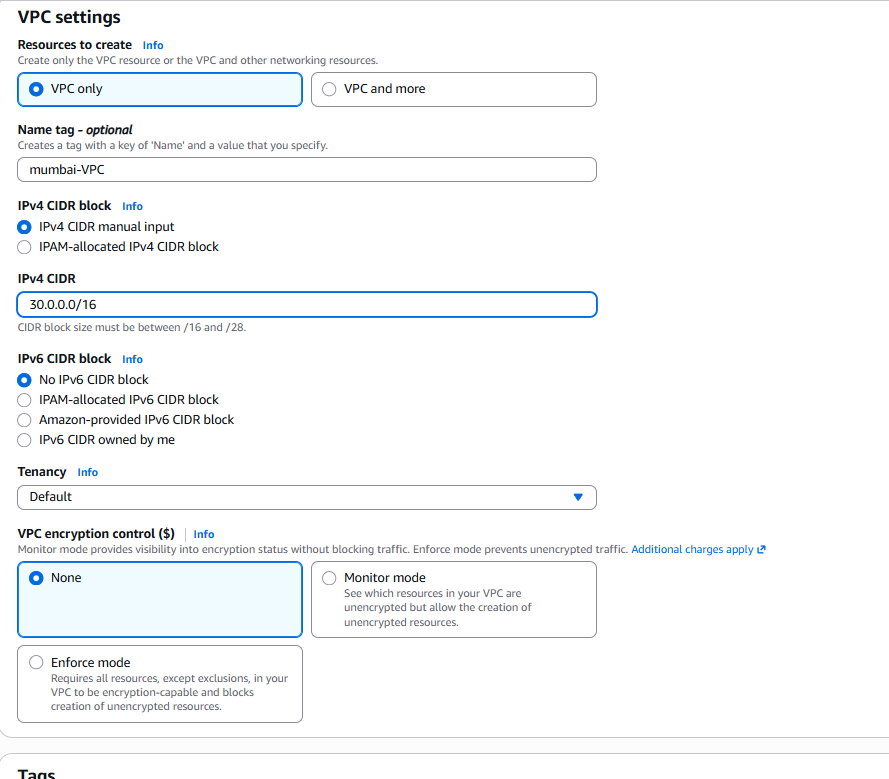 VPC settings
Resources to create Info
Create only the VPC resource or the VPC and other networking resources.
VPC only
VPC and more
Name tag - optional
Creates a tag with a key of 'Name' and a value that you specify.
mumbai-VPC
IPv4 CIDR block Info
IPv4 CIDR manual input
IPAM-allocated IPv4 CIDR block
IPv4 CIDR
30.0.0.0/16
CIDR block size must be between /16 and /28.
IPv6 CIDR block Info
No IPv6 CIDR block
IPAM-allocated IPv6 CIDR block
Amazon-provided IPv6 CIDR block
IPv6 CIDR owned by me
Tenancy Info
Default
VPC encryption control ($) Info
Monitor mode provides visibility into encryption status without blocking traffic. Enforce mode prevents unencrypted traffic. Additional charges apply
None
Monitor mode
See which resources in your VPC are
unencrypted but allow the creation of
unencrypted resources.
Enforce mode
Requires all resources, except exclusions, in your
VPC to be encryption-capable and blocks
creation of unencrypted resources.
Tags